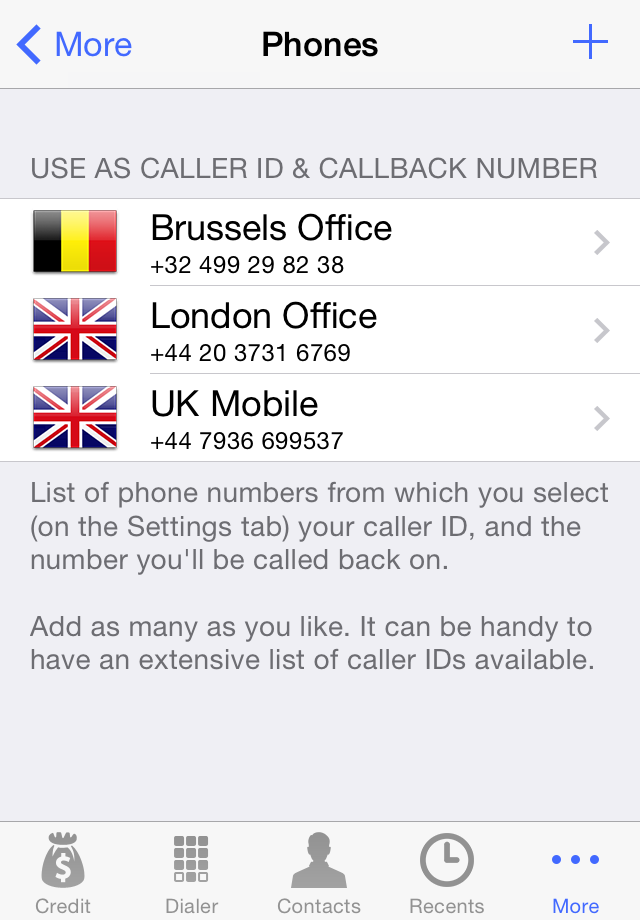 More
Phones
USE AS CALLER ID & CALLBACK NUMBER
Brussels Office
+32 499 29 82 38
London Office
+44 20 3731 6769
UK Mobile
+44 7936 699537
List of phone numbers from which you select
(on the Settings tab) your caller ID, and the
number you'll be called back on.
Add as many as you like. It can be handy to
have an extensive list of caller IDs available.
$
Credit
Dialer
Contacts
Recents
More